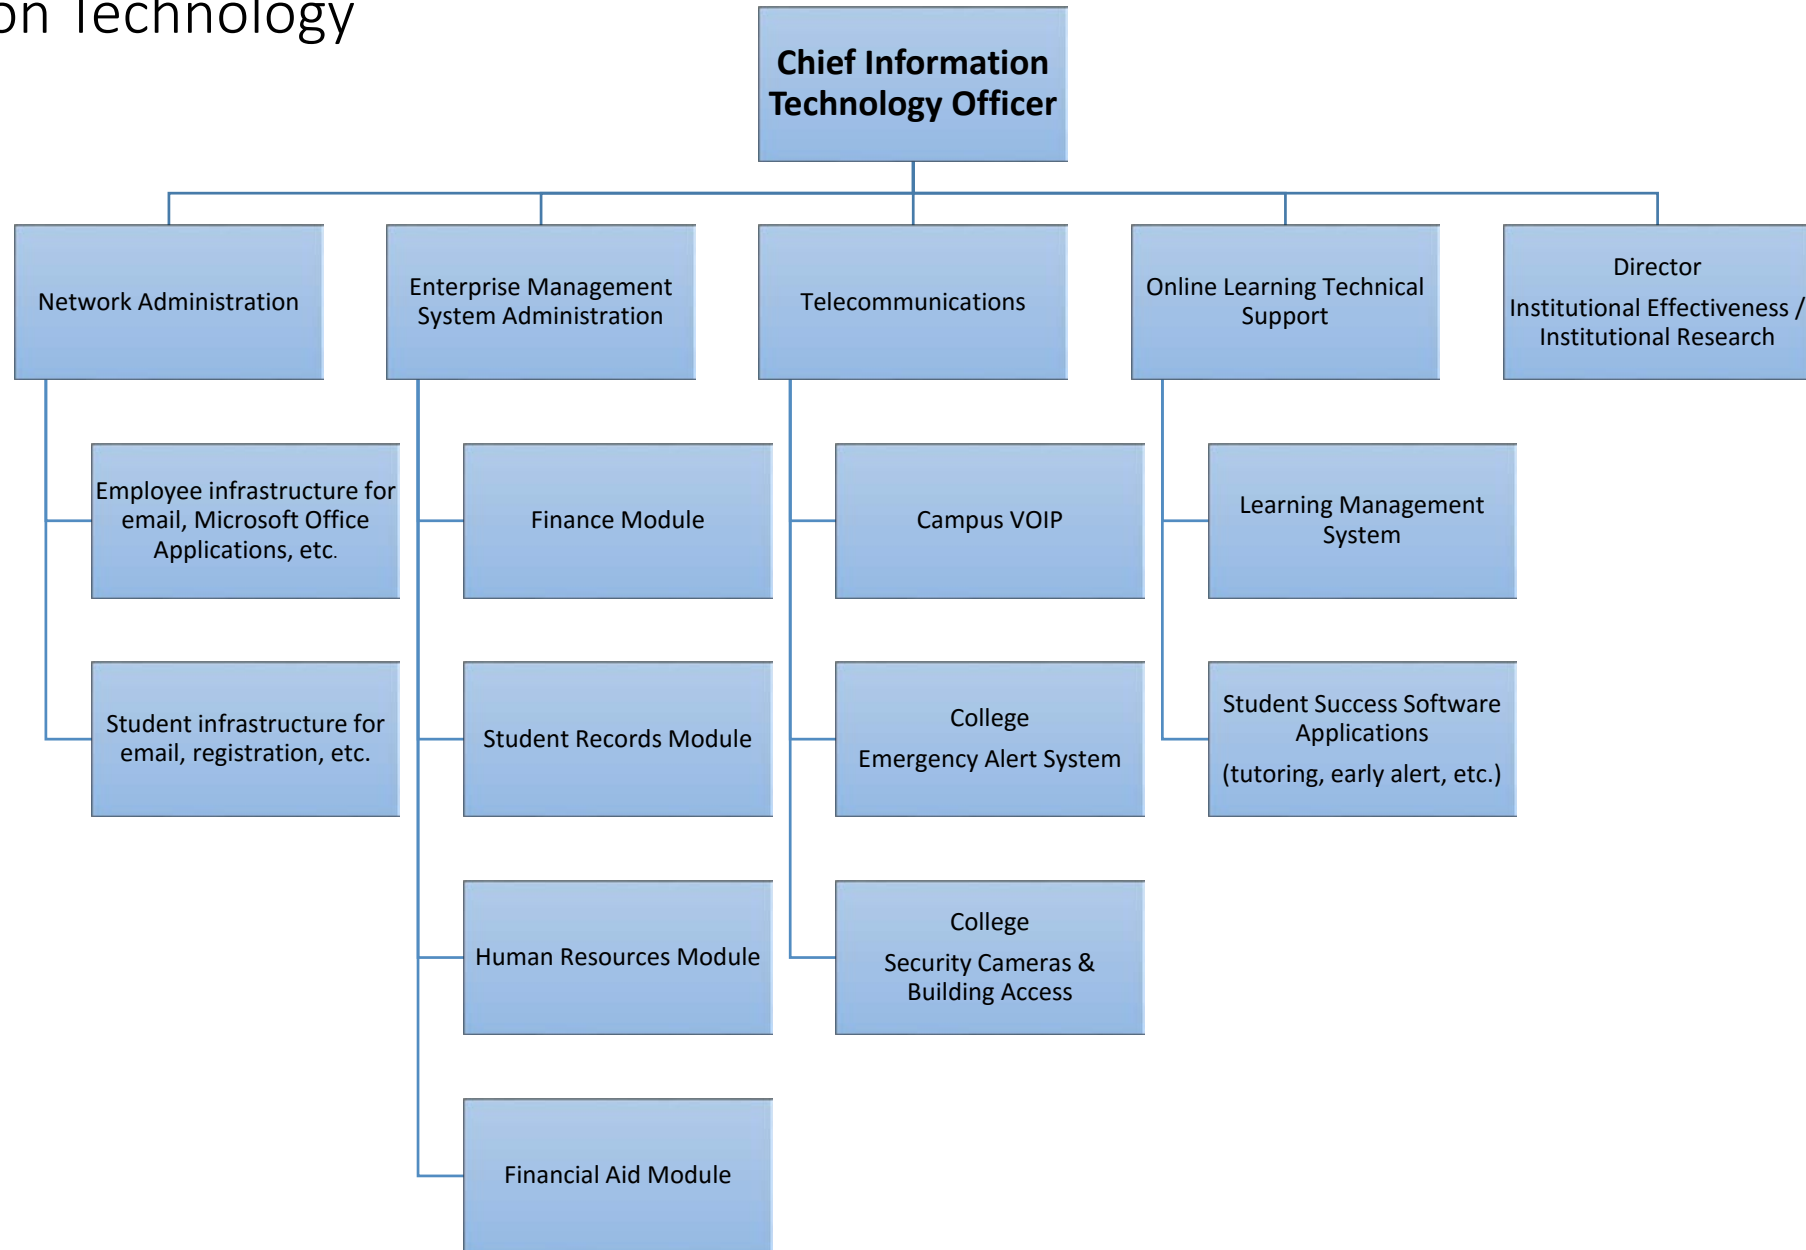 on Technology
Chief Information
Technology Officer
Network Administration
Enterprise Management
System Administration
Telecommunications
Online Learning Technical
Support
Director
Institutional Effectiveness /
Institutional Research
Employee infrastructure for
email, Microsoft Office
Applications, etc.
Finance Module
Campus VOIP
Learning Management
System
Student infrastructure for
email, registration, etc.
Student Records Module
College
Emergency Alert System
Student Success Software
Applications
(tutoring, early alert, etc.)
Human Resources Module
College
Security Cameras &
Building Access
Financial Aid Module